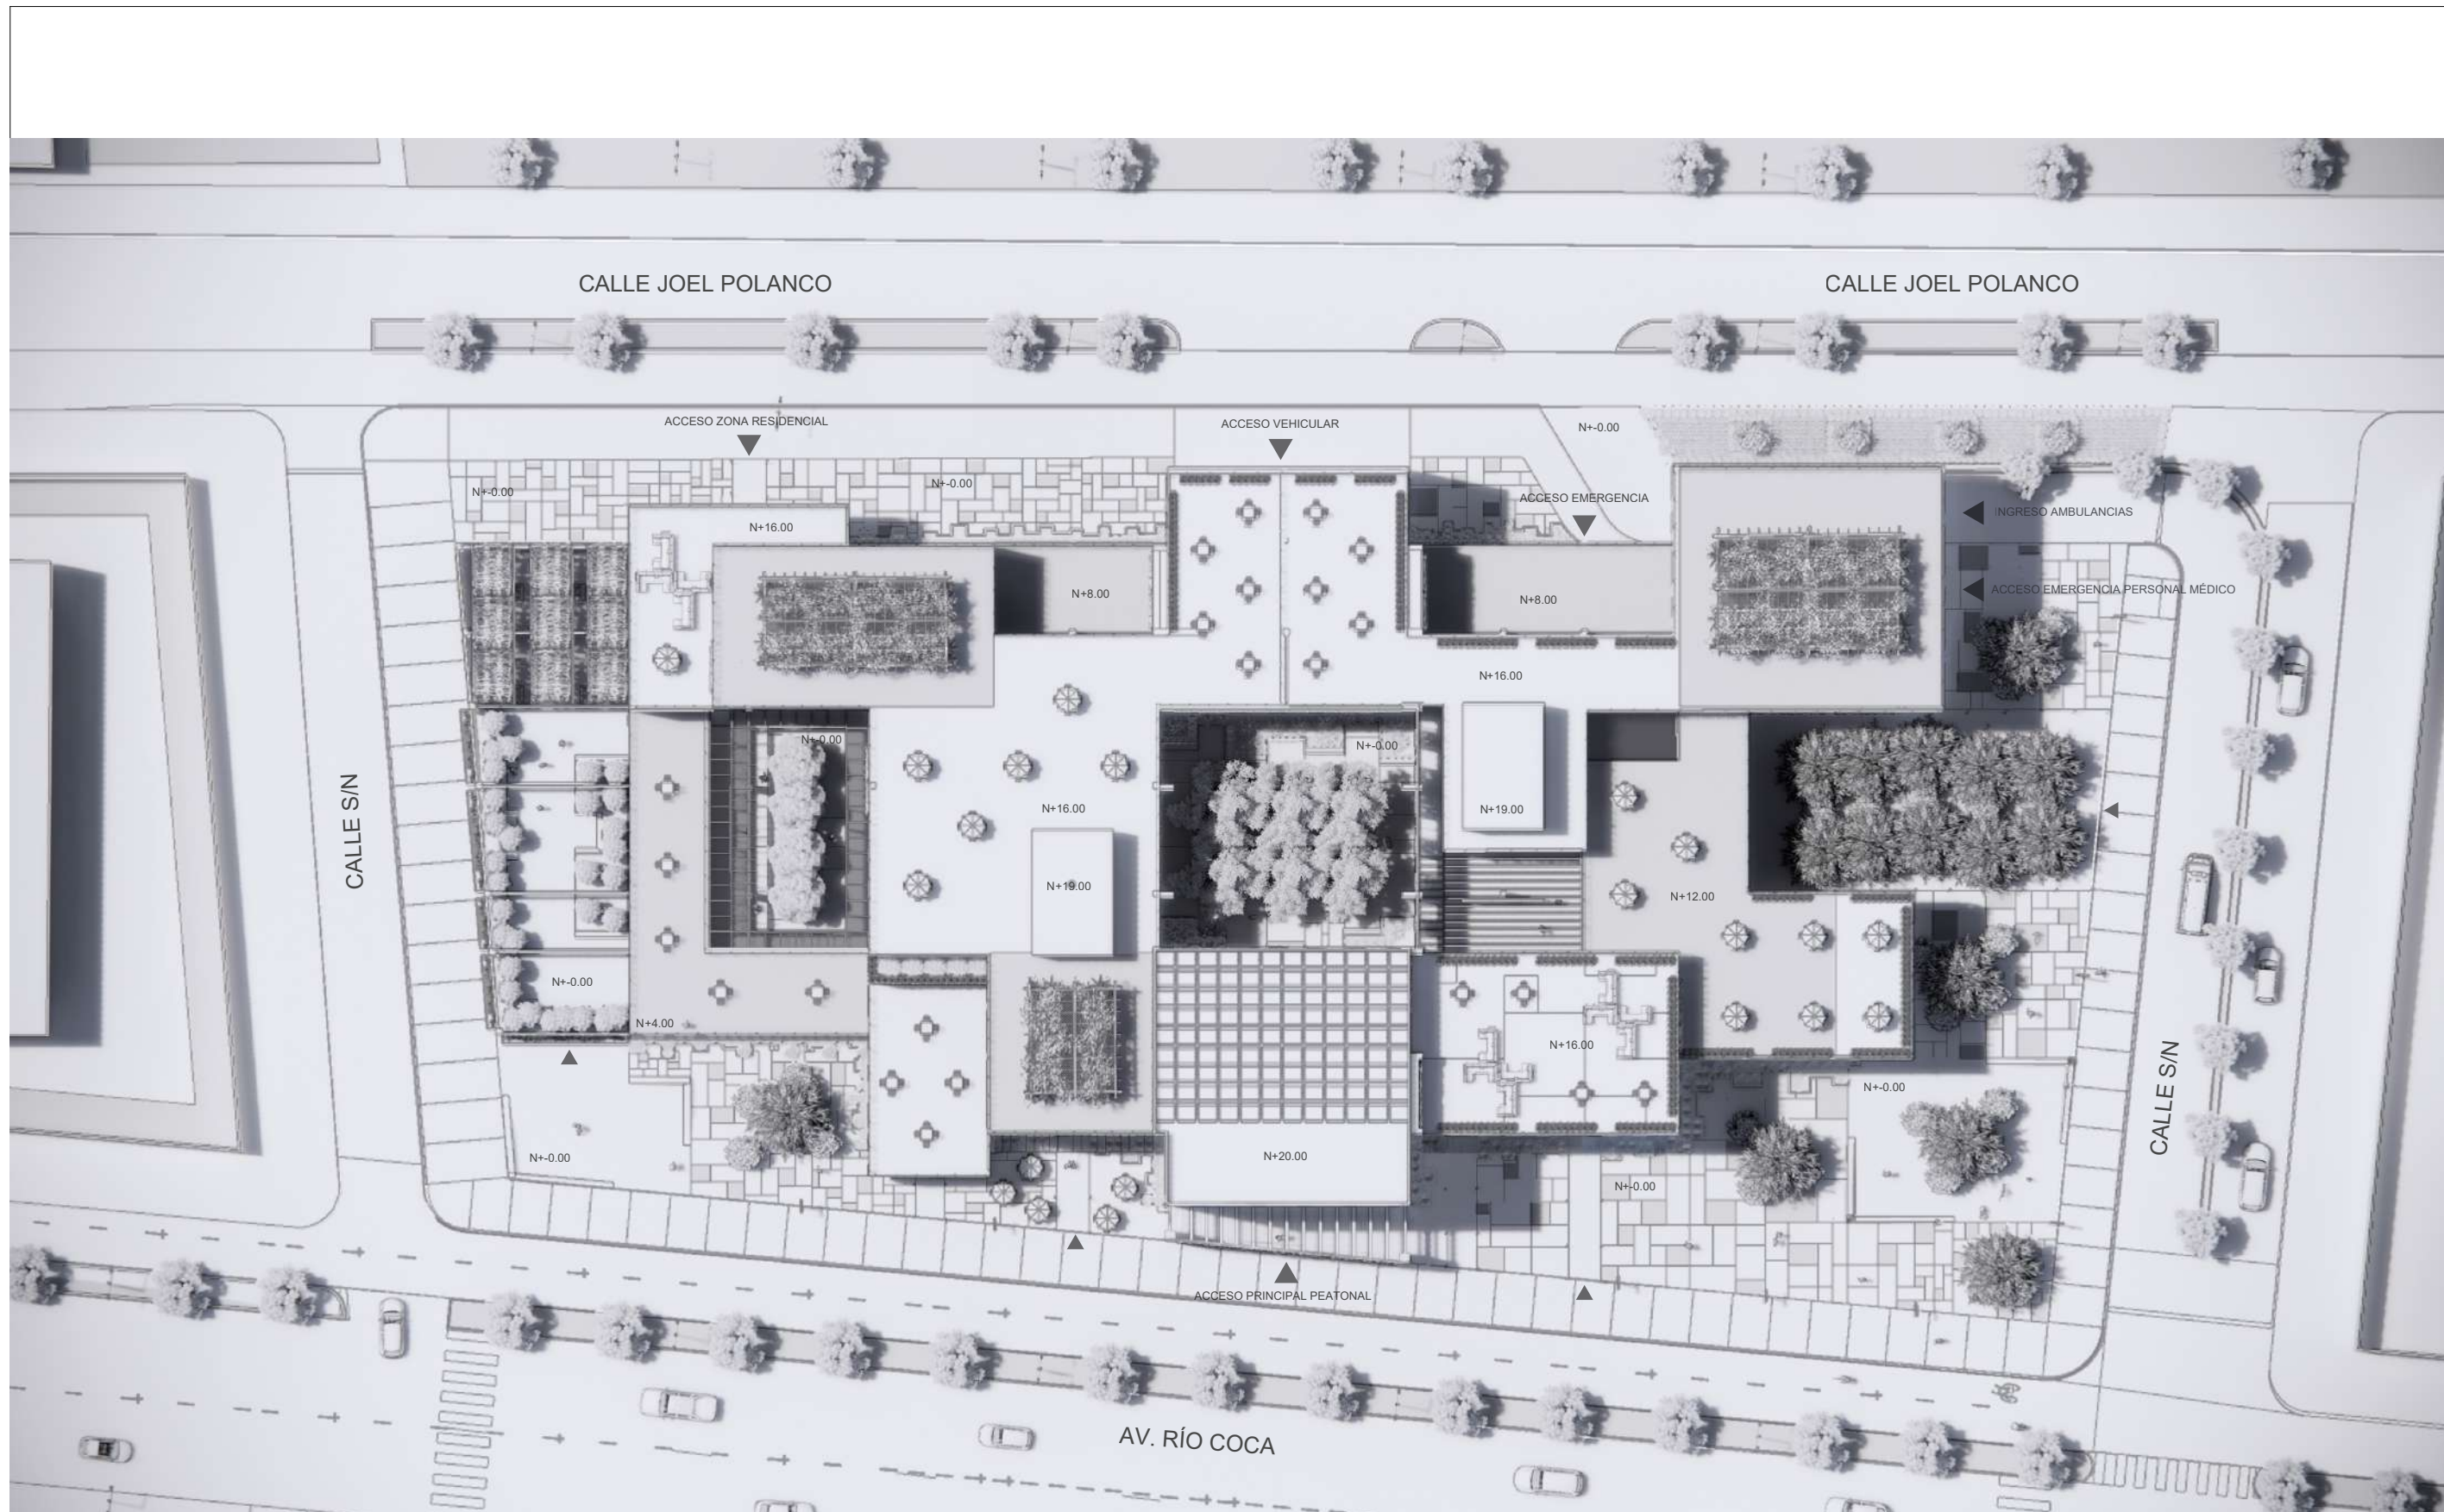 CALLE JOEL POLANCO
CALLE JOEL POLANCO
ACCESO ZONA RESIDENCIAL
ACCESO VEHICULAR
N+-0.00
N+-0.00
N+-0.00
ACCESO EMERGENCIA
INGRESO AMBULANCIAS
N+16.00
N+8.00
N+8.00
ACCESO EMERGENCIA PERSONAL MÉDICO
N+16.00
N+-0.00
N+-0.00
CALLE S/N
N+16.00
N+19.00
N+19.00
N+12.00
N+-0.00
N+4.00
N+16.00
N+-0.00
CALLE S/N
N+-0.00
N+20.00
N+-0.00
ACCESO PRINCIPAL PEATONAL
AV. RÍO COCA